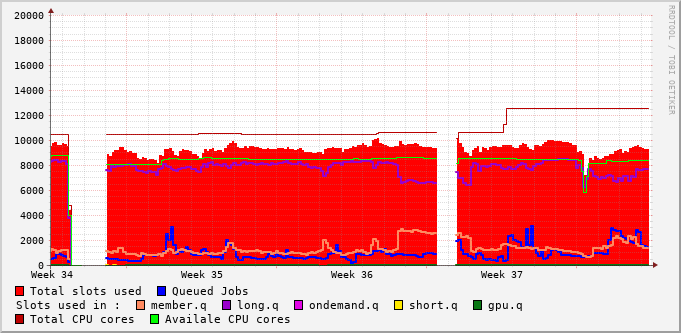 20000
18000
16000
14000
12000
10000
8000
6000
4000
2000
0
Week 34 Week 35 Week 36 Week 37
RRDTOOL / TOBI OETIKER
Total slots used Queued Jobs
Slots used in : member.q long.q ondemand.q short.q gpu.q
Total CPU cores Availale CPU cores